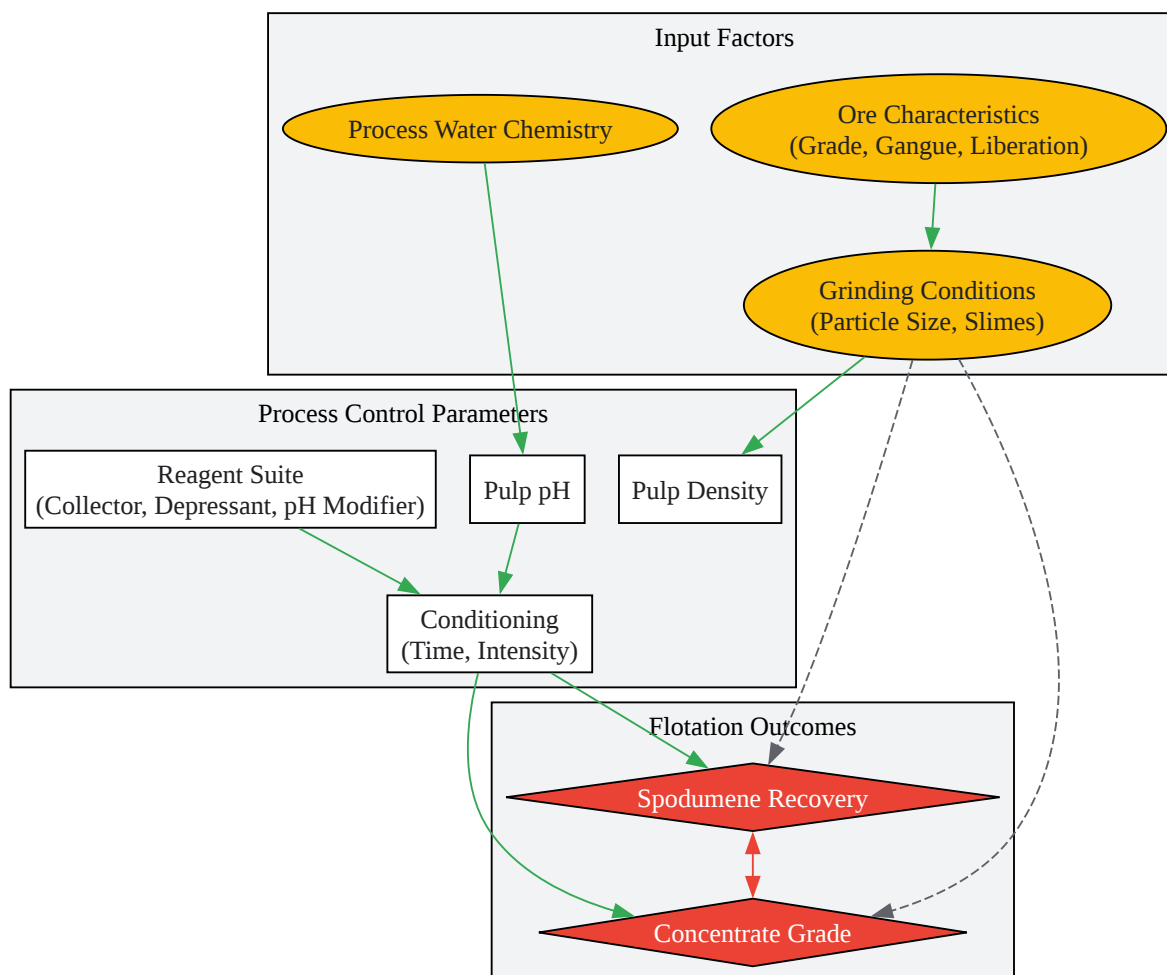 Input Factors
Process Water Chemistry
Ore Characteristics
(Grade, Gangue, Liberation)
Grinding Conditions
(Particle Size, Slimes)
Process Control Parameters
Reagent Suite
(Collector, Depressant, pH Modifier)
Pulp pH
Pulp Density
Conditioning
(Time, Intensity)
Flotation Outcomes
Spodumene Recovery
Concentrate Grade